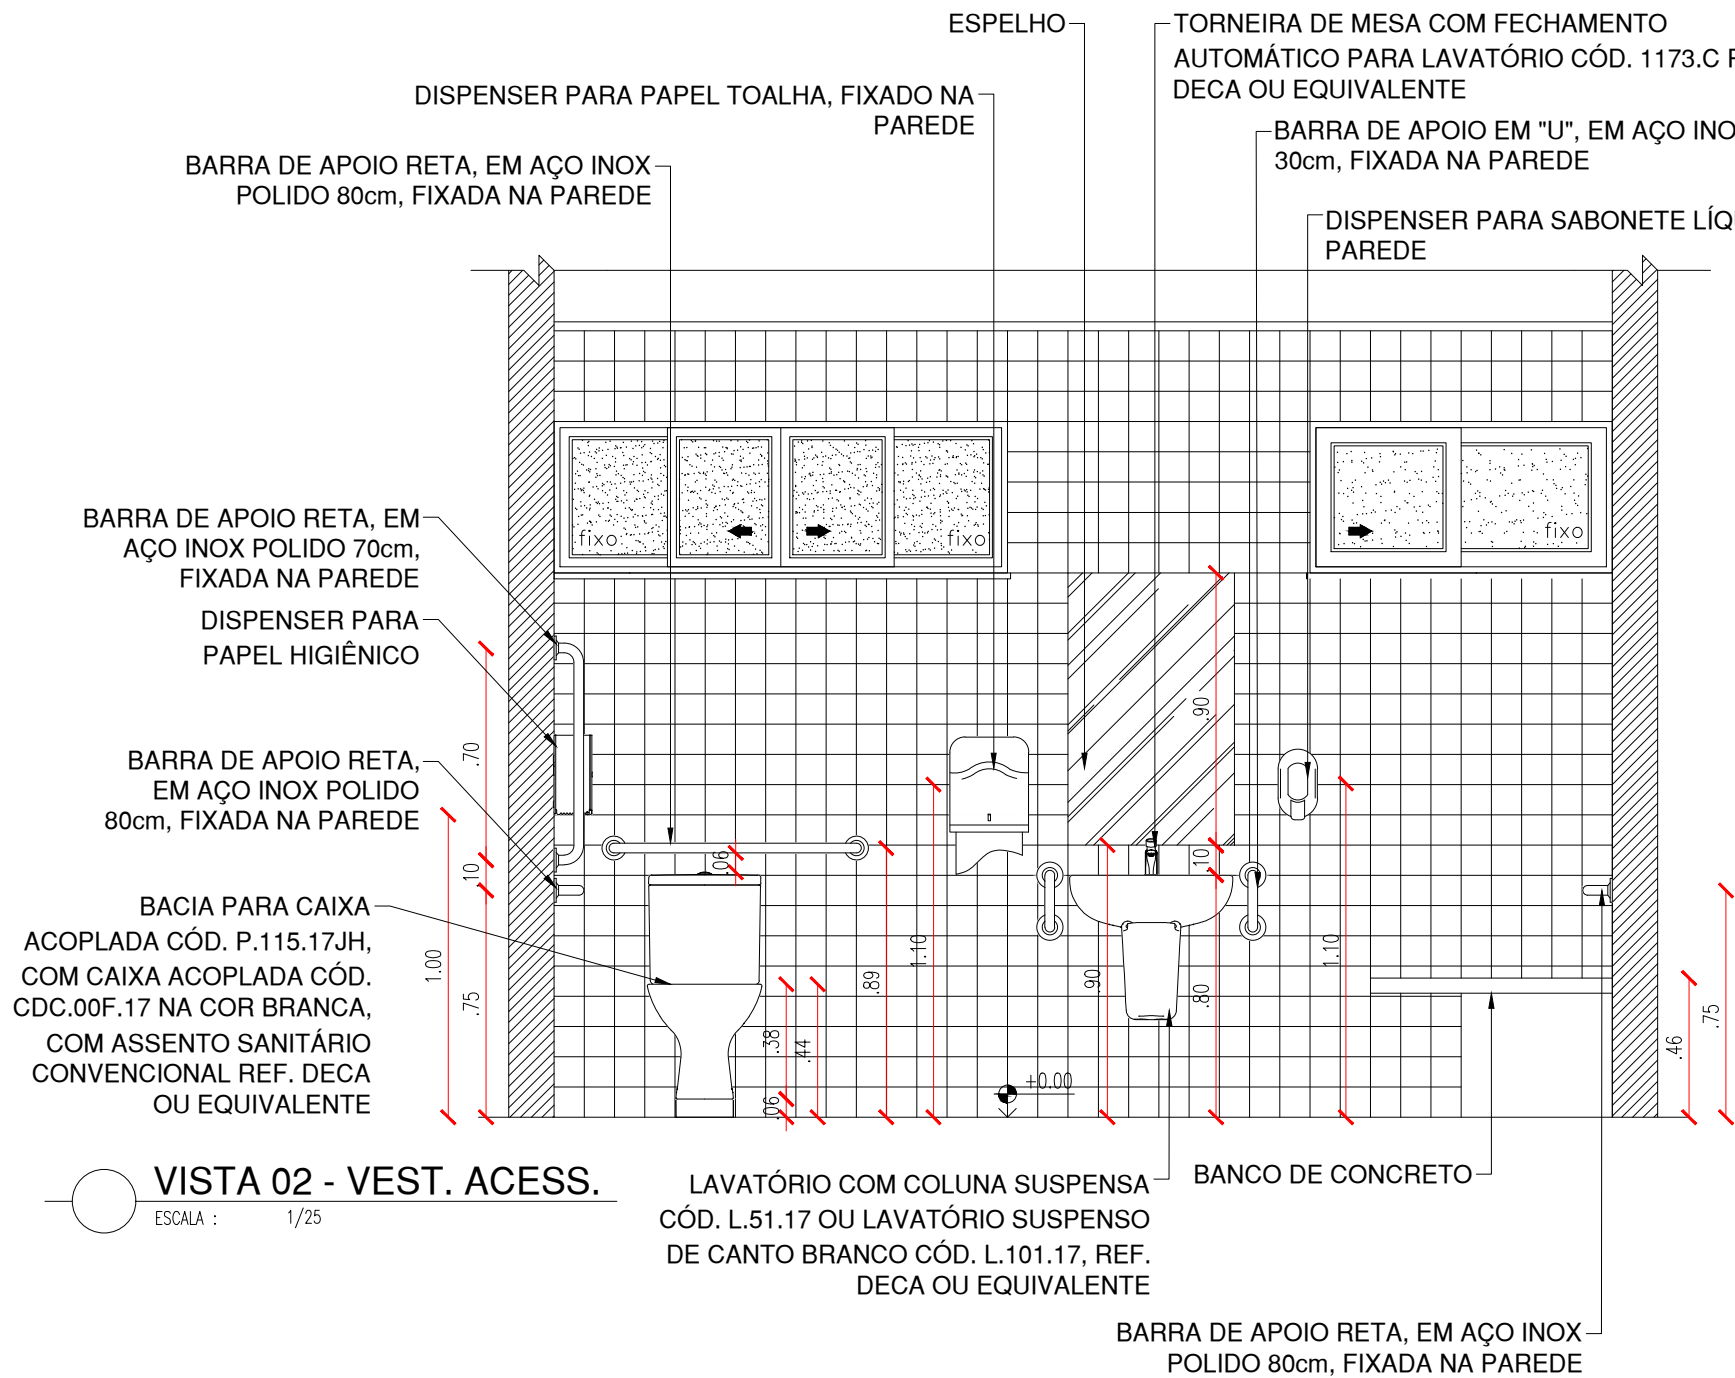 ESPELHO
TORNEIRA DE MESA COM FECHAMENTO
AUTOMÁTICO PARA LAVATÓRIO CÓD. 1173.C
DECA OU EQUIVALENTE
DISPENSER PARA PAPEL TOALHA, FIXADO NA
PAREDE
BARRA DE APOIO EM "U", EM AÇO INO
30cm, FIXADA NA PAREDE
BARRA DE APOIO RETA, EM AÇO INOX
POLIDO 80cm, FIXADA NA PAREDE
DISPENSER PARA SABONETE LÍQ
PAREDE
BARRA DE APOIO RETA, EM
AÇO INOX POLIDO 70cm,
FIXADA NA PAREDE
fixo
fixo
fixo
DISPENSER PARA
PAPEL HIGIÊNICO
BARRA DE APOIO RETA,
EM AÇO INOX POLIDO
80cm, FIXADA NA PAREDE
BACIA PARA CAIXA
ACOPLADA CÓD. P.115.17JH,
COM CAIXA ACOPLADA CÓD.
CDC.00F.17 NA COR BRANCA,
COM ASSENTO SANITÁRIO
CONVENCIONAL REF. DECA
OU EQUIVALENTE
1.00
.70
.10
.75
.06
.38
.06
.44
.89
1.10
+0.00
.90
.90
.10
.80
1.10
.46
.75
VISTA 02 - VEST. ACESS.
ESCALA : 1/25
LAVATÓRIO COM COLUNA SUSPENSA
CÓD. L.51.17 OU LAVATÓRIO SUSPENSO
DE CANTO BRANCO CÓD. L.101.17, REF.
DECA OU EQUIVALENTE
BANCO DE CONCRETO
BARRA DE APOIO RETA, EM AÇO INOX
POLIDO 80cm, FIXADA NA PAREDE